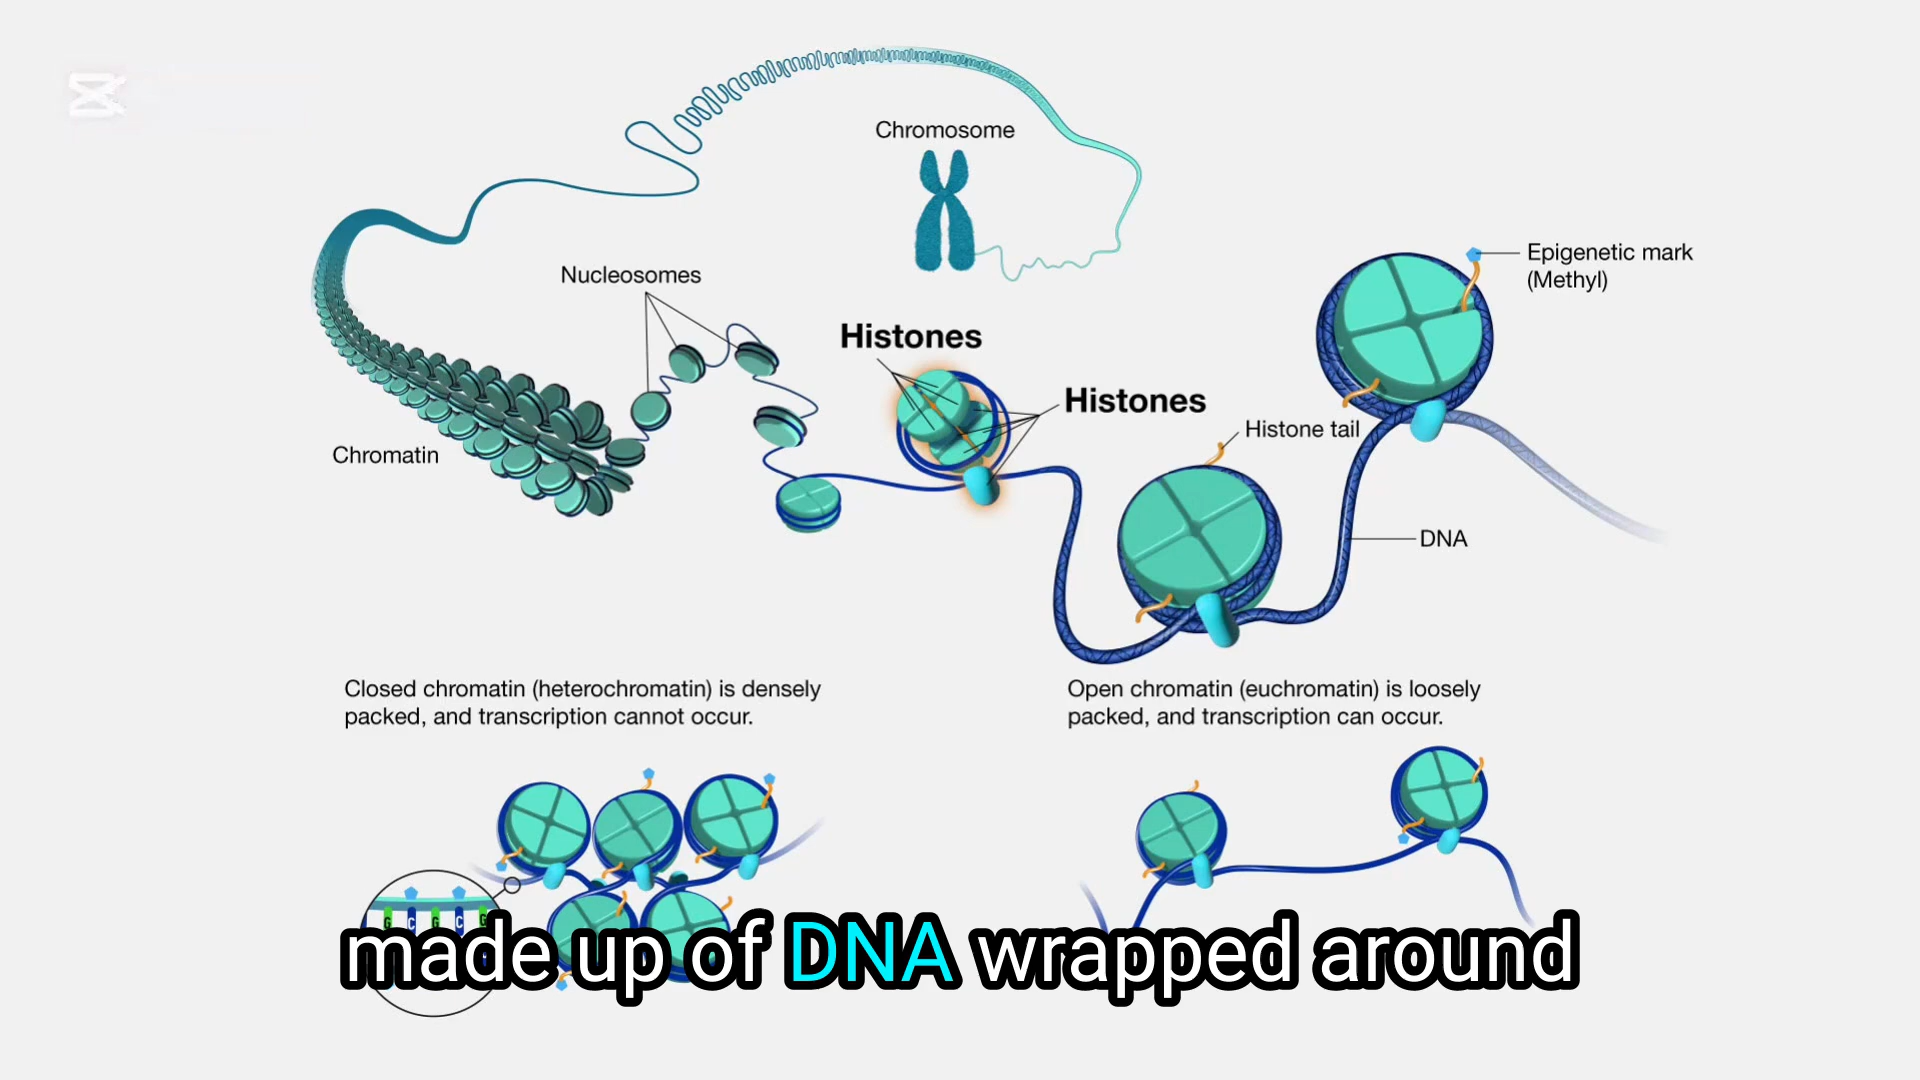 Chromosome
Epigenetic mark
(Methyl)
Nucleosomes
Histones
Histones
Histone tail
Chromatin
DNA
Closed chromatin (heterochromatin) is densely
packed, and transcription cannot occur.
Open chromatin (euchromatin) is loosely
packed, and transcription can occur.
G C G C G
made up of DNA wrapped around